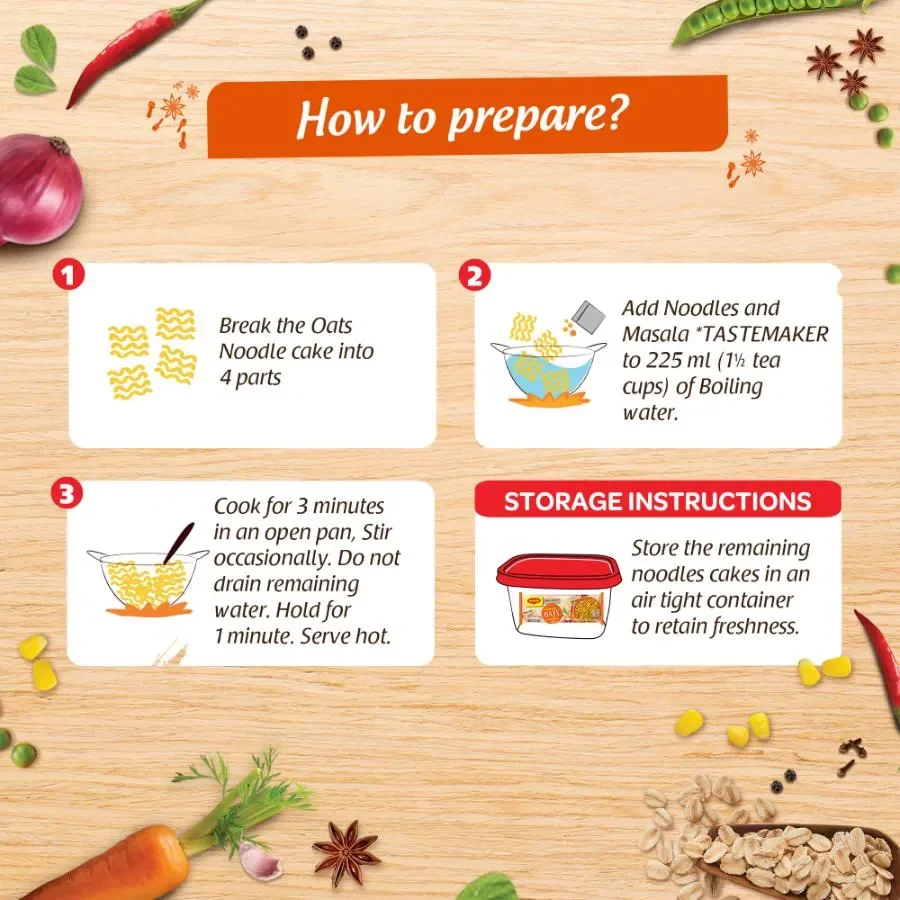 How to prepare?
1
Break the Oats
Noodle cake into
4 parts
2
Add Noodles and
Masala *TASTEMAKER
to 225 ml (1½ tea
cups) of Boiling
water.
3
Cook for 3 minutes
in an open pan, Stir
occasionally. Do not
drain remaining
water. Hold for
1 minute. Serve hot.
STORAGE INSTRUCTIONS
Store the remaining
noodles cakes in an
air tight container
to retain freshness.
MAGGI
OATS